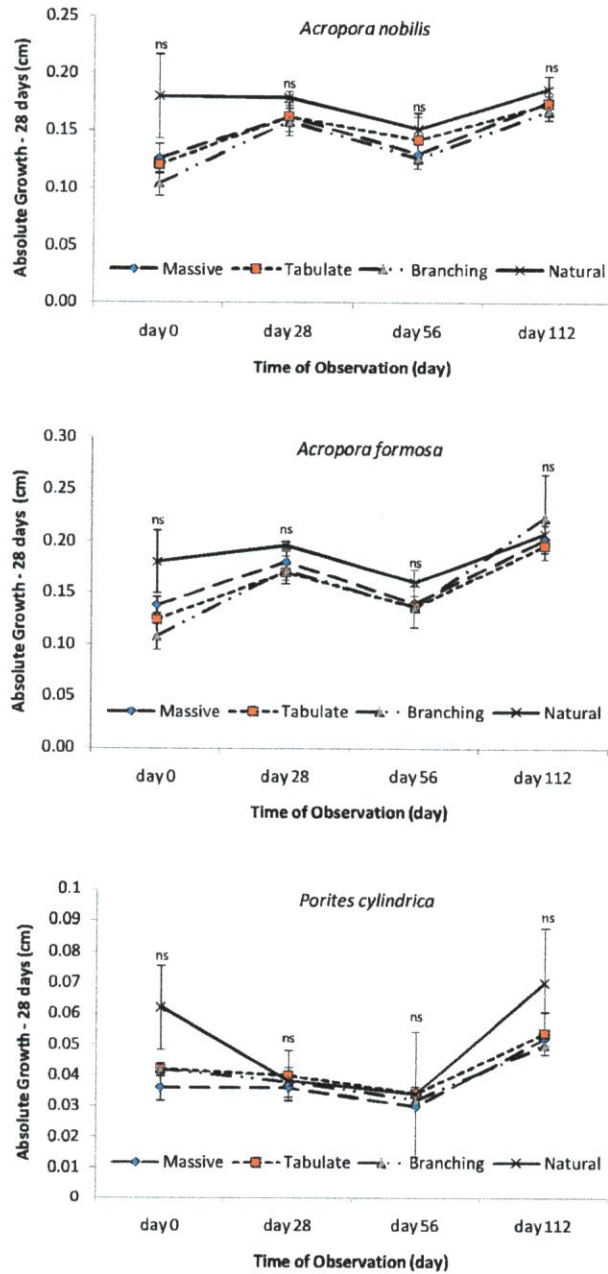 Acropora nobilis
Absolute Growth - 28 days (cm)
0.25
0.20
0.15
0.10
0.05
0.00
ns ns ns ns
Massive Tabulate Branching Natural
day 0 day 28 day 56 day 112
Time of Observation (day)
Acropora formosa
Absolute Growth - 28 days (cm)
0.30
0.25
0.20
0.15
0.10
0.05
0.00
ns ns ns ns
Massive Tabulate Branching Natural
day 0 day 28 day 56 day 112
Time of Observation (day)
Porites cylindrica
Absolute Growth - 28 days (cm)
0.1
0.09
0.08
0.07
0.06
0.05
0.04
0.03
0.02
0.01
0
ns ns ns ns
Massive Tabulate Branching Natural
day 0 day 28 day 56 day 112
Time of Observation (day)